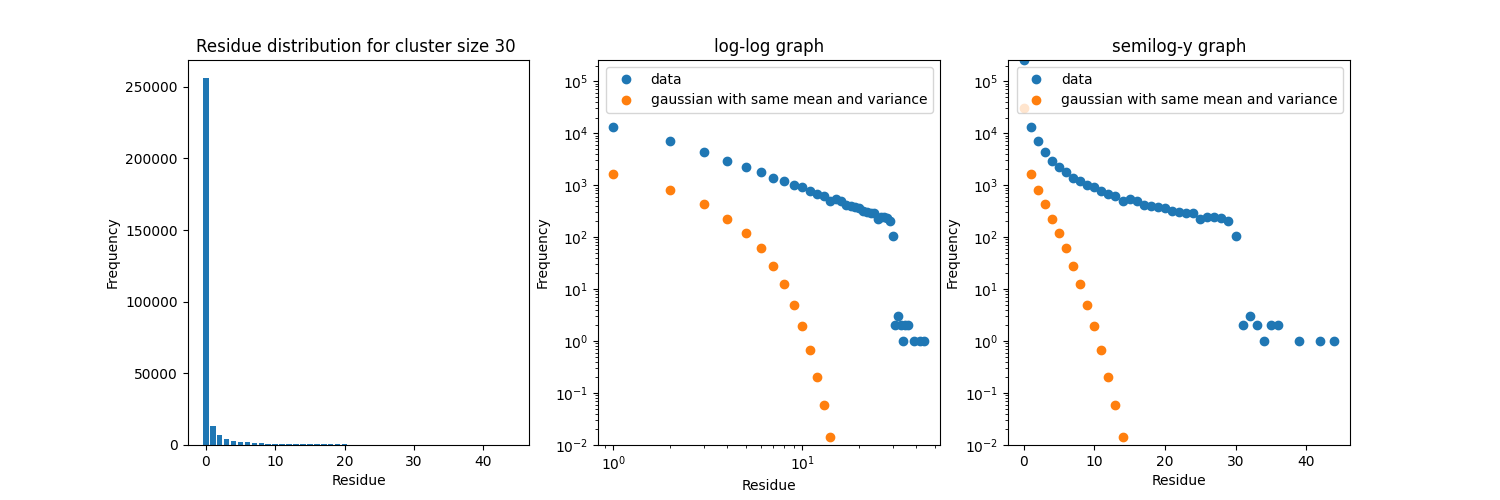 Residue distribution for cluster size 30
Frequency
250000
200000
150000
100000
50000
0
0 10 20 30 40
Residue
log-log graph
data
gaussian with same mean and variance
Frequency
10^5
10^4
10^3
10^2
10^1
10^0
10^-1
10^-2
10^0 10^1
Residue
semilog-y graph
data
gaussian with same mean and variance
Frequency
10^5
10^4
10^3
10^2
10^1
10^0
10^-1
10^-2
0 10 20 30 40
Residue